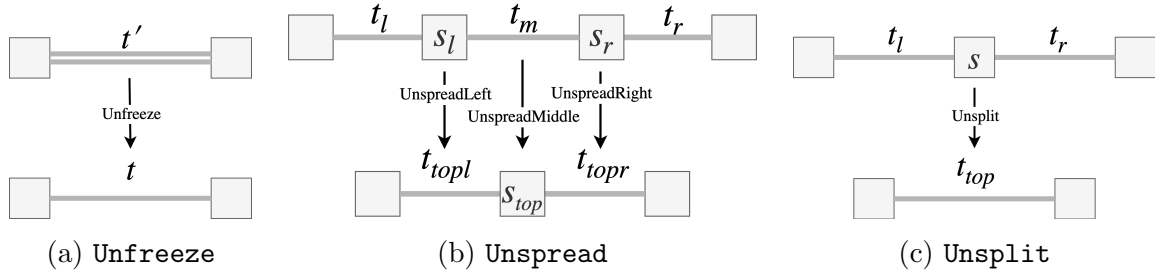 t′
Unfreeze
t
(a) Unfreeze
t_l t_m t_r
s_l s_r
UnspreadLeft UnspreadRight
UnspreadMiddle
t_topl t_topr
s_top
(b) Unspread
t_l t_r
s
Unsplit
t_top
(c) Unsplit